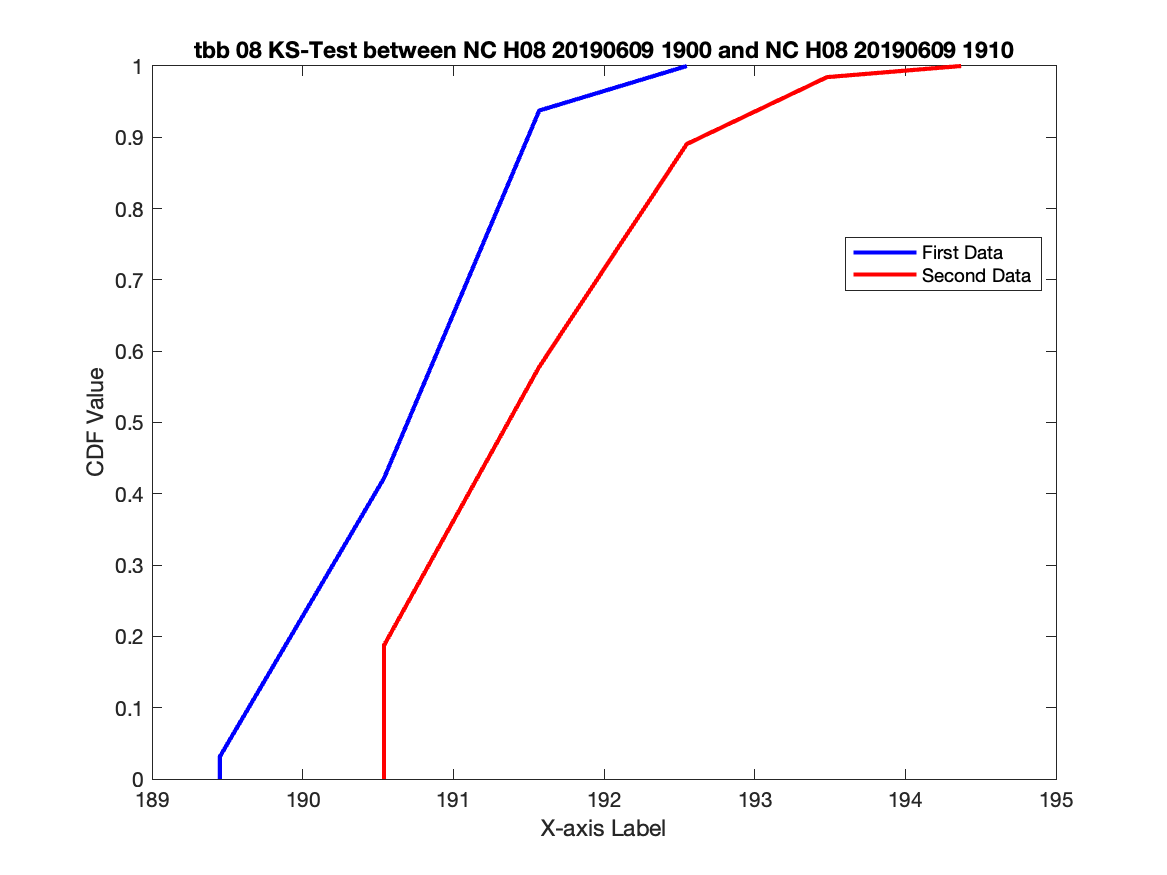 tbb 08 KS-Test between NC H08 20190609 1900 and NC H08 20190609 1910
1
0.9
0.8
0.7
0.6
0.5
0.4
0.3
0.2
0.1
0
CDF Value
First Data
Second Data
189 190 191 192 193 194 195
X-axis Label